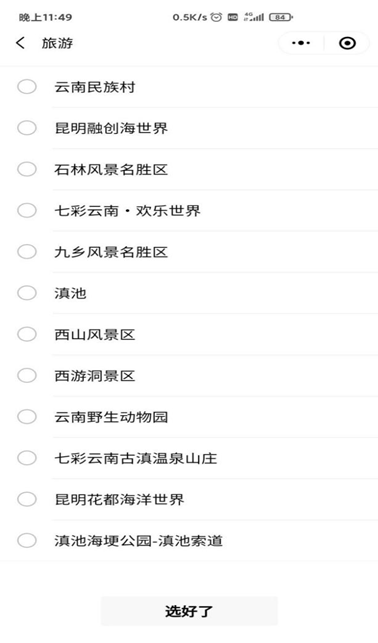 晚上11:49
0.5K/s HD 4G 84
旅游
云南民族村
昆明融创海世界
石林风景名胜区
七彩云南·欢乐世界
九乡风景名胜区
滇池
西山风景区
西游洞景区
云南野生动物园
七彩云南古滇温泉山庄
昆明花都海洋世界
滇池海埂公园-滇池索道
选好了